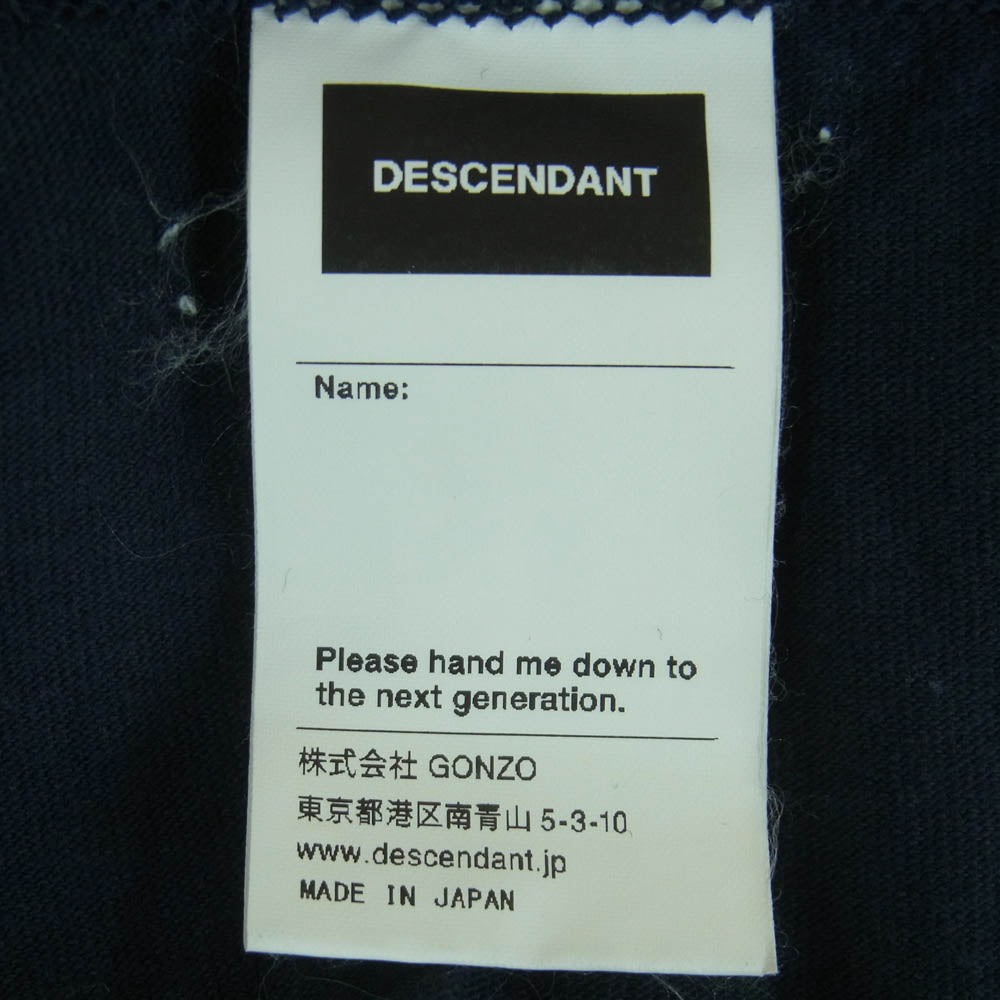 DESCENDANT
Name:
Please hand me down to
the next generation.
株式会社 GONZO
東京都港区南青山 5-3-10
www.descendant.jp
MADE IN JAPAN